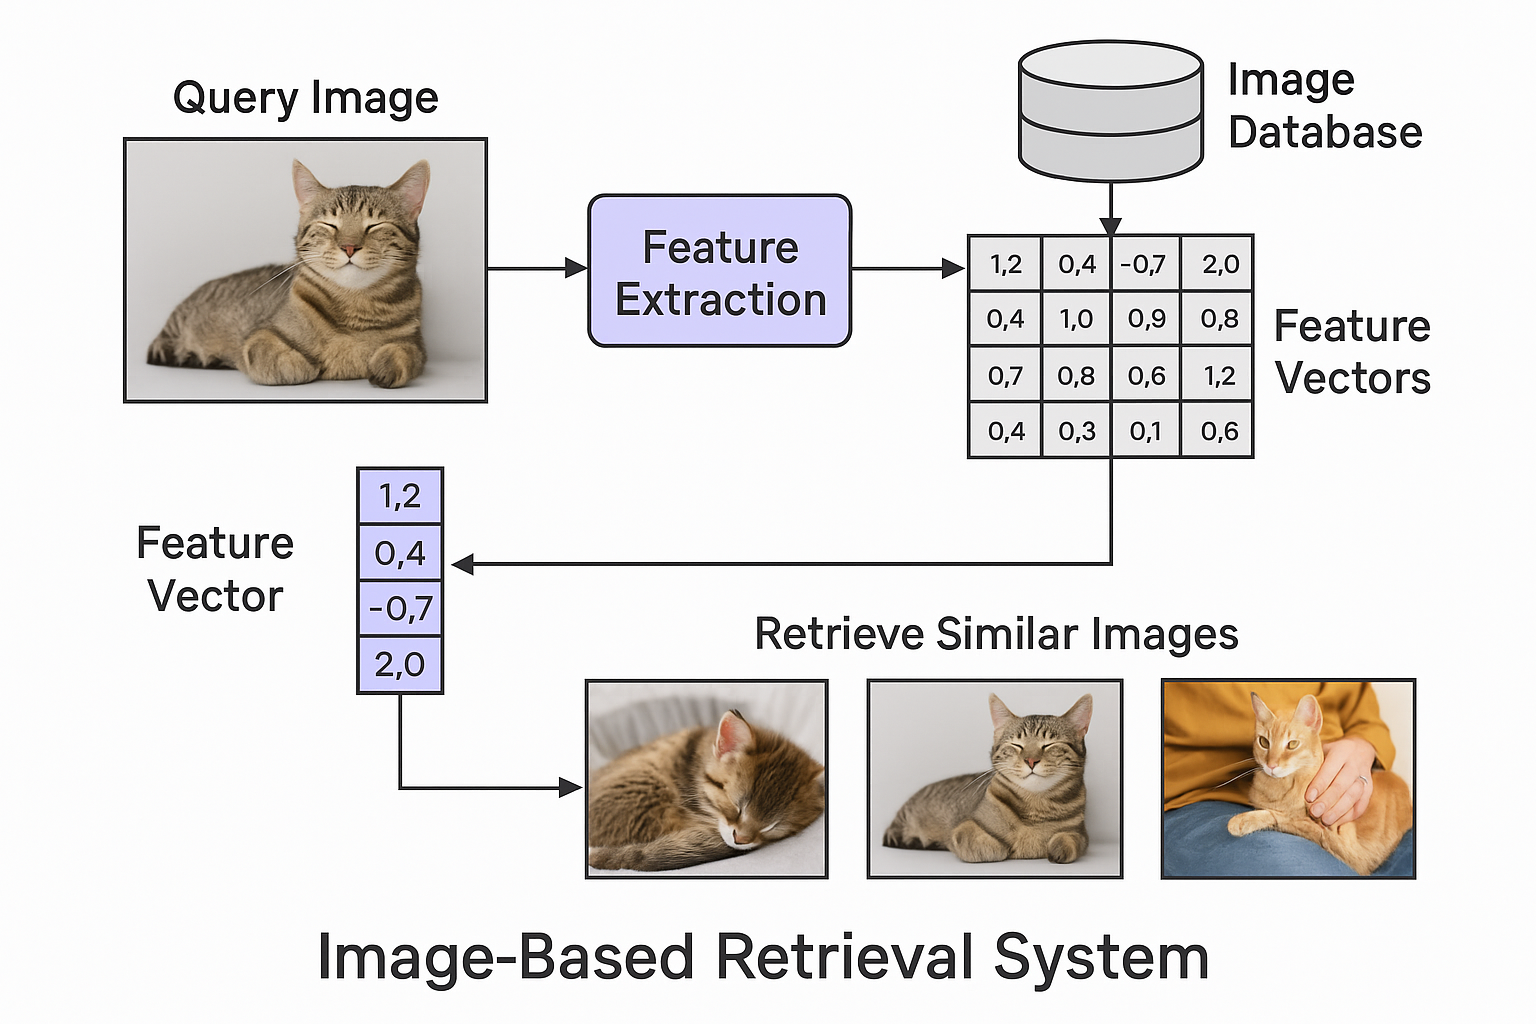 Query Image
Image
Database
Feature
Extraction
1,2 0,4 -0,7 2,0
0,4 1,0 0,9 0,8
0,7 0,8 0,6 1,2
0,4 0,3 0,1 0,6
Feature
Vectors
Feature
Vector
1,2
0,4
-0,7
2,0
Retrieve Similar Images
Image-Based Retrieval System